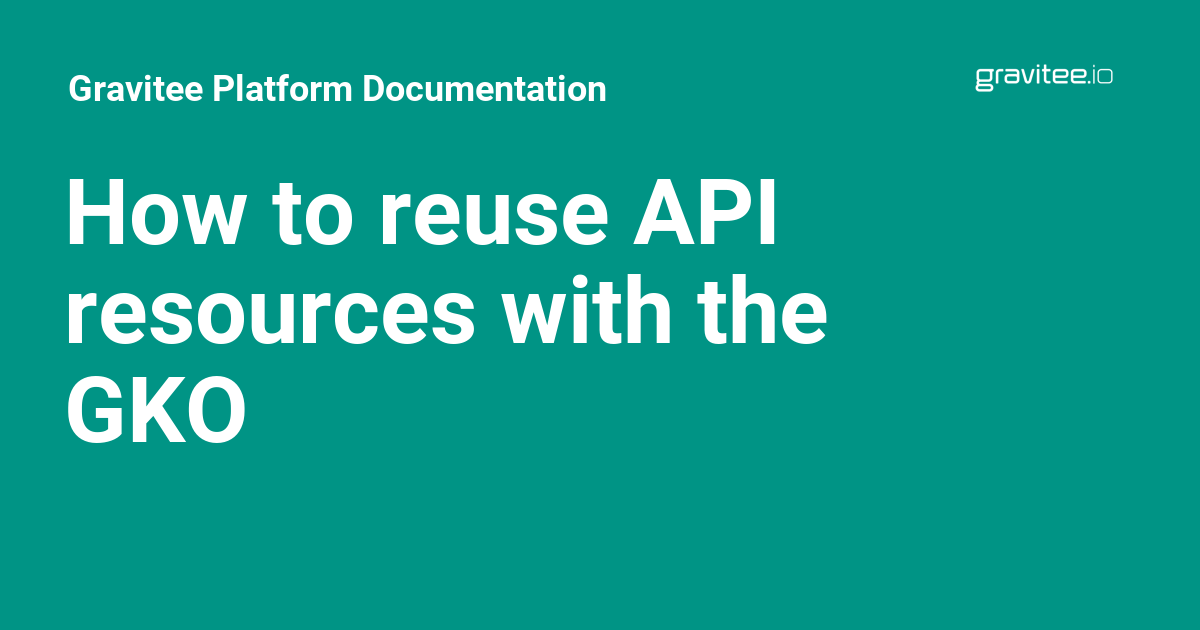 Gravitee Platform Documentation
gravitee.io
How to reuse API
resources with the
GKO